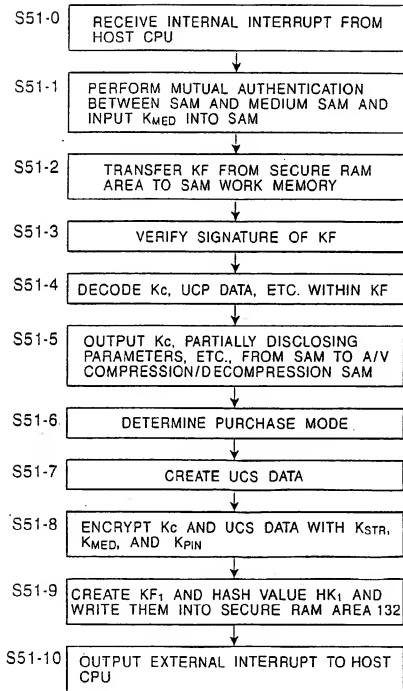 S51-0
RECEIVE INTERNAL INTERRUPT FROM
HOST CPU
S51-1
PERFORM MUTUAL AUTHENTICATION
BETWEEN SAM AND MEDIUM SAM AND
INPUT KMED INTO SAM
S51-2
TRANSFER KF FROM SECURE RAM
AREA TO SAM WORK MEMORY
S51-3
VERIFY SIGNATURE OF KF
S51-4
DECODE Kc, UCP DATA, ETC. WITHIN KF
S51-5
OUTPUT Kc, PARTIALLY DISCLOSING
PARAMETERS, ETC., FROM SAM TO A/V
COMPRESSION/DECOMPRESSION SAM
S51-6
DETERMINE PURCHASE MODE
S51-7
CREATE UCS DATA
S51-8
ENCRYPT Kc AND UCS DATA WITH KSTR,
KMED, AND KPIN
S51-9
CREATE KF1 AND HASH VALUE HK1 AND
WRITE THEM INTO SECURE RAM AREA 132
S51-10
OUTPUT EXTERNAL INTERRUPT TO HOST
CPU